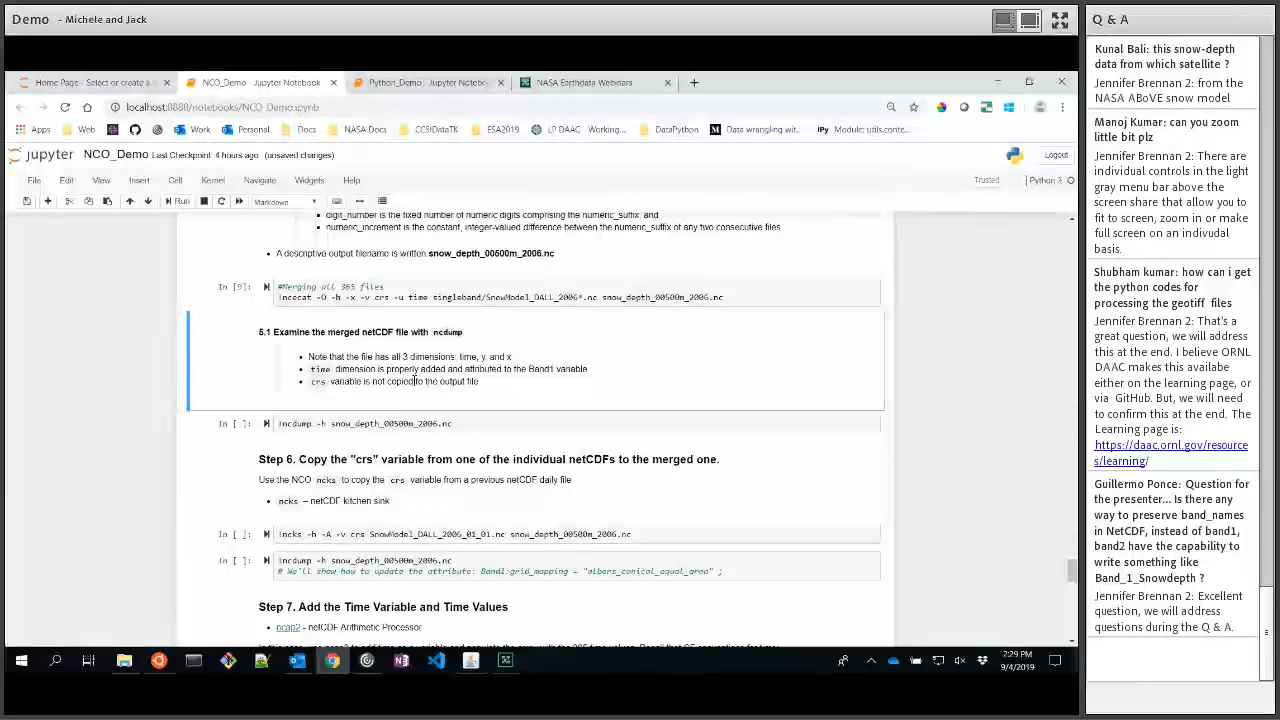 Demo - Michele and Jack
Home Page - Select or create a n
NCO_Demo - Jupyter Notebook
Python_Demo - Jupyter Notebook
NASA Earthdata Webinars
localhost:8888/notebooks/NCO_Demo.ipynb
Apps Web Work Personal Docs NASA Docs CCSIDataTK ESA2019 LP DAAC Working... DataPython Data wrangling with... Module: utils.conte...
jupyter NCO_Demo Last Checkpoint: 4 hours ago (unsaved changes) Logout
File Edit View Insert Cell Kernel Navigate Widgets Help Trusted Python 3
Run Markdown
digit_number is the fixed number of numeric digits comprising the numeric_suffix, and
numeric_increment is the constant, integer-valued difference between the numeric_suffix of any two consecutive files
A descriptive output filename is written snow_depth_00500m_2006.nc
In [9]: #Merging all 365 files
!ncecat -O -h -x -v crs -u time singleband/SnowModel_DALL_2006*.nc snow_depth_00500m_2006.nc
5.1 Examine the merged netCDF file with ncdump
Note that the file has all 3 dimensions, time, y, and x
time dimension is properly added and attributed to the Band1 variable
crs variable is not copied to the output file
In [ ]: !ncdump -h snow_depth_00500m_2006.nc
Step 6. Copy the "crs" variable from one of the individual netCDFs to the merged one.
Use the NCO ncks to copy the crs variable from a previous netCDF daily file
ncks – netCDF kitchen sink
In [ ]: !ncks -h -A -v crs SnowModel_DALL_2006_01_01.nc snow_depth_00500m_2006.nc
In [ ]: !ncdump -h snow_depth_00500m_2006.nc
# We'll show how to update the attribute: Band1:grid_mapping = "albers_conical_equal_area" ;
Step 7. Add the Time Variable and Time Values
ncap2 - netCDF Arithmetic Processor
2:29 PM
9/4/2019
Q & A
Kunal Bali: this snow-depth
data from which satellite ?
Jennifer Brennan 2: from the
NASA ABoVE snow model
Manoj Kumar: can you zoom
little bit plz
Jennifer Brennan 2: There are
individual controls in the light
gray menu bar above the
screen share that allow you to
fit to screen, zoom in or make
full screen on an indivudal
basis.
Shubham kumar: how can i get
the python codes for
processing the geotiff files
Jennifer Brennan 2: That's a
great question, we will address
this at the end. I believe ORNL
DAAC makes this availabe
either on the learning page, or
via GitHub. But, we will need
to confirm this at the end. The
Learning page is:
https://daac.ornl.gov/resource
s/learning/
Guillermo Ponce: Question for
the presenter... Is there any
way to preserve band_names
in NetCDF, instead of band1,
band2 have the capability to
write something like
Band_1_Snowdepth ?
Jennifer Brennan 2: Excellent
question, we will address
questions during the Q & A.